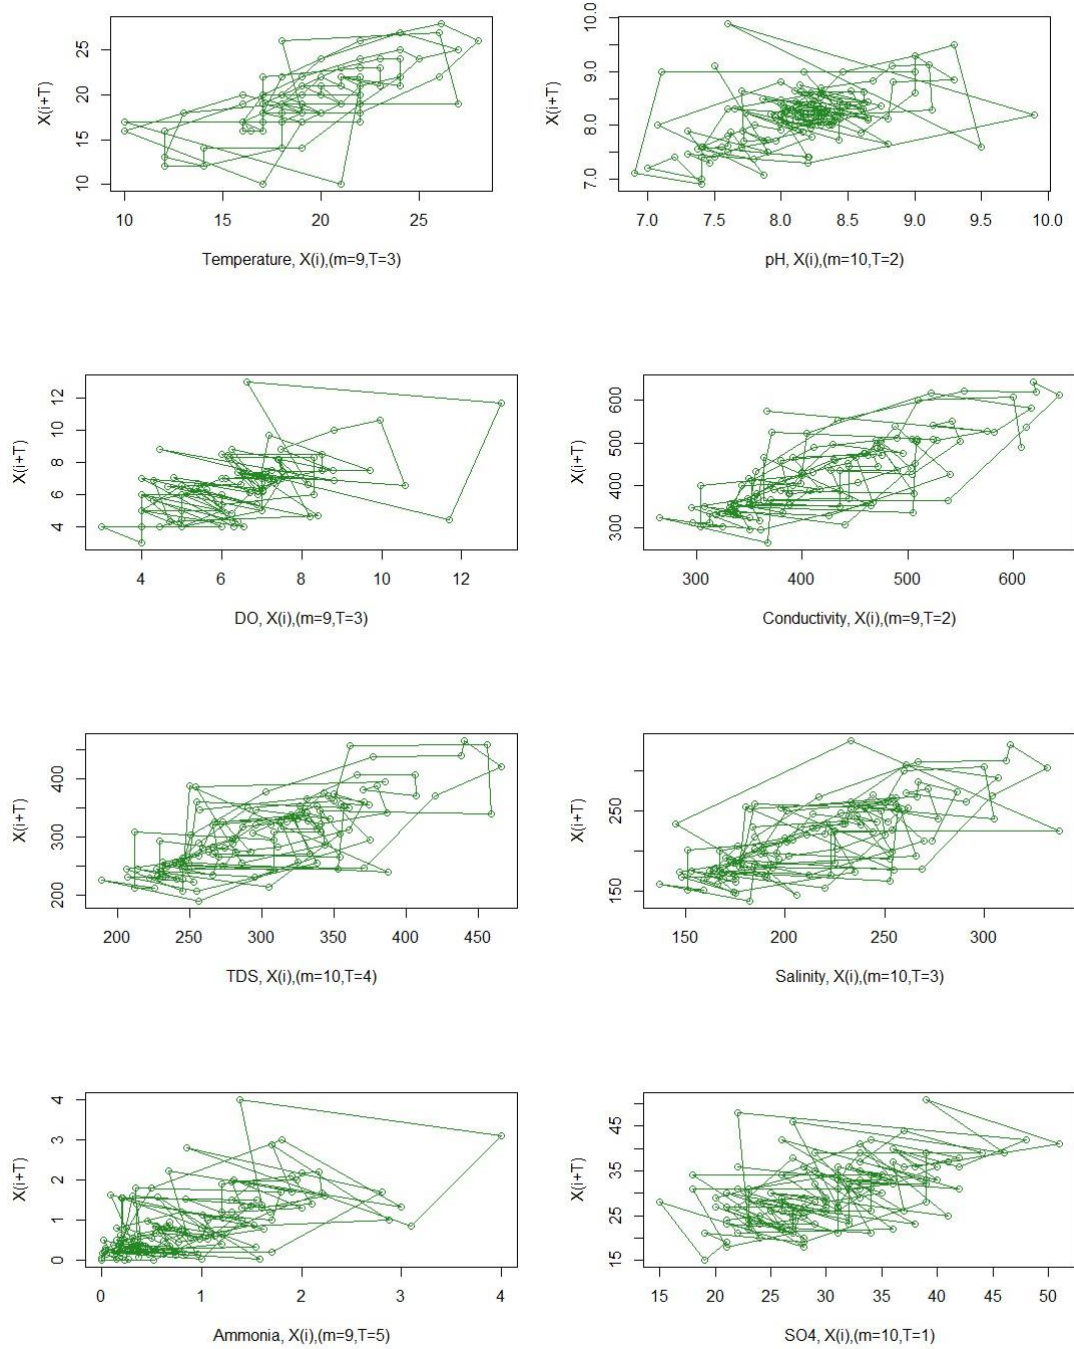 X(i+T)
10 15 20 25
10 15 20 25
Temperature, X(i),(m=9,T=3)
X(i+T)
7.0 8.0 9.0 10.0
7.0 7.5 8.0 8.5 9.0 9.5 10.0
pH, X(i),(m=10,T=2)
X(i+T)
4 6 8 10 12
4 6 8 10 12
DO, X(i),(m=9,T=3)
X(i+T)
300 400 500 600
300 400 500 600
Conductivity, X(i),(m=9,T=2)
X(i+T)
200 300 400
200 250 300 350 400 450
TDS, X(i),(m=10,T=4)
X(i+T)
150 250
150 200 250 300
Salinity, X(i),(m=10,T=3)
X(i+T)
0 1 2 3 4
0 1 2 3 4
Ammonia, X(i),(m=9,T=5)
X(i+T)
15 25 35 45
15 20 25 30 35 40 45 50
SO4, X(i),(m=10,T=1)